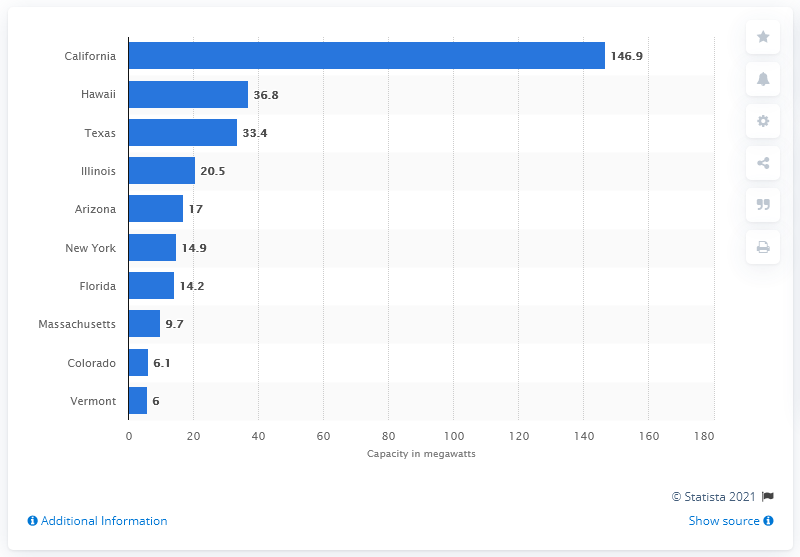 California 146.9
Hawaii 36.8
Texas 33.4
Illinois 20.5
Arizona 17
New York 14.9
Florida 14.2
Massachusetts 9.7
Colorado 6.1
Vermont 6
0 20 40 60 80 100 120 140 160 180
Capacity in megawatts
© Statista 2021
Additional Information Show source